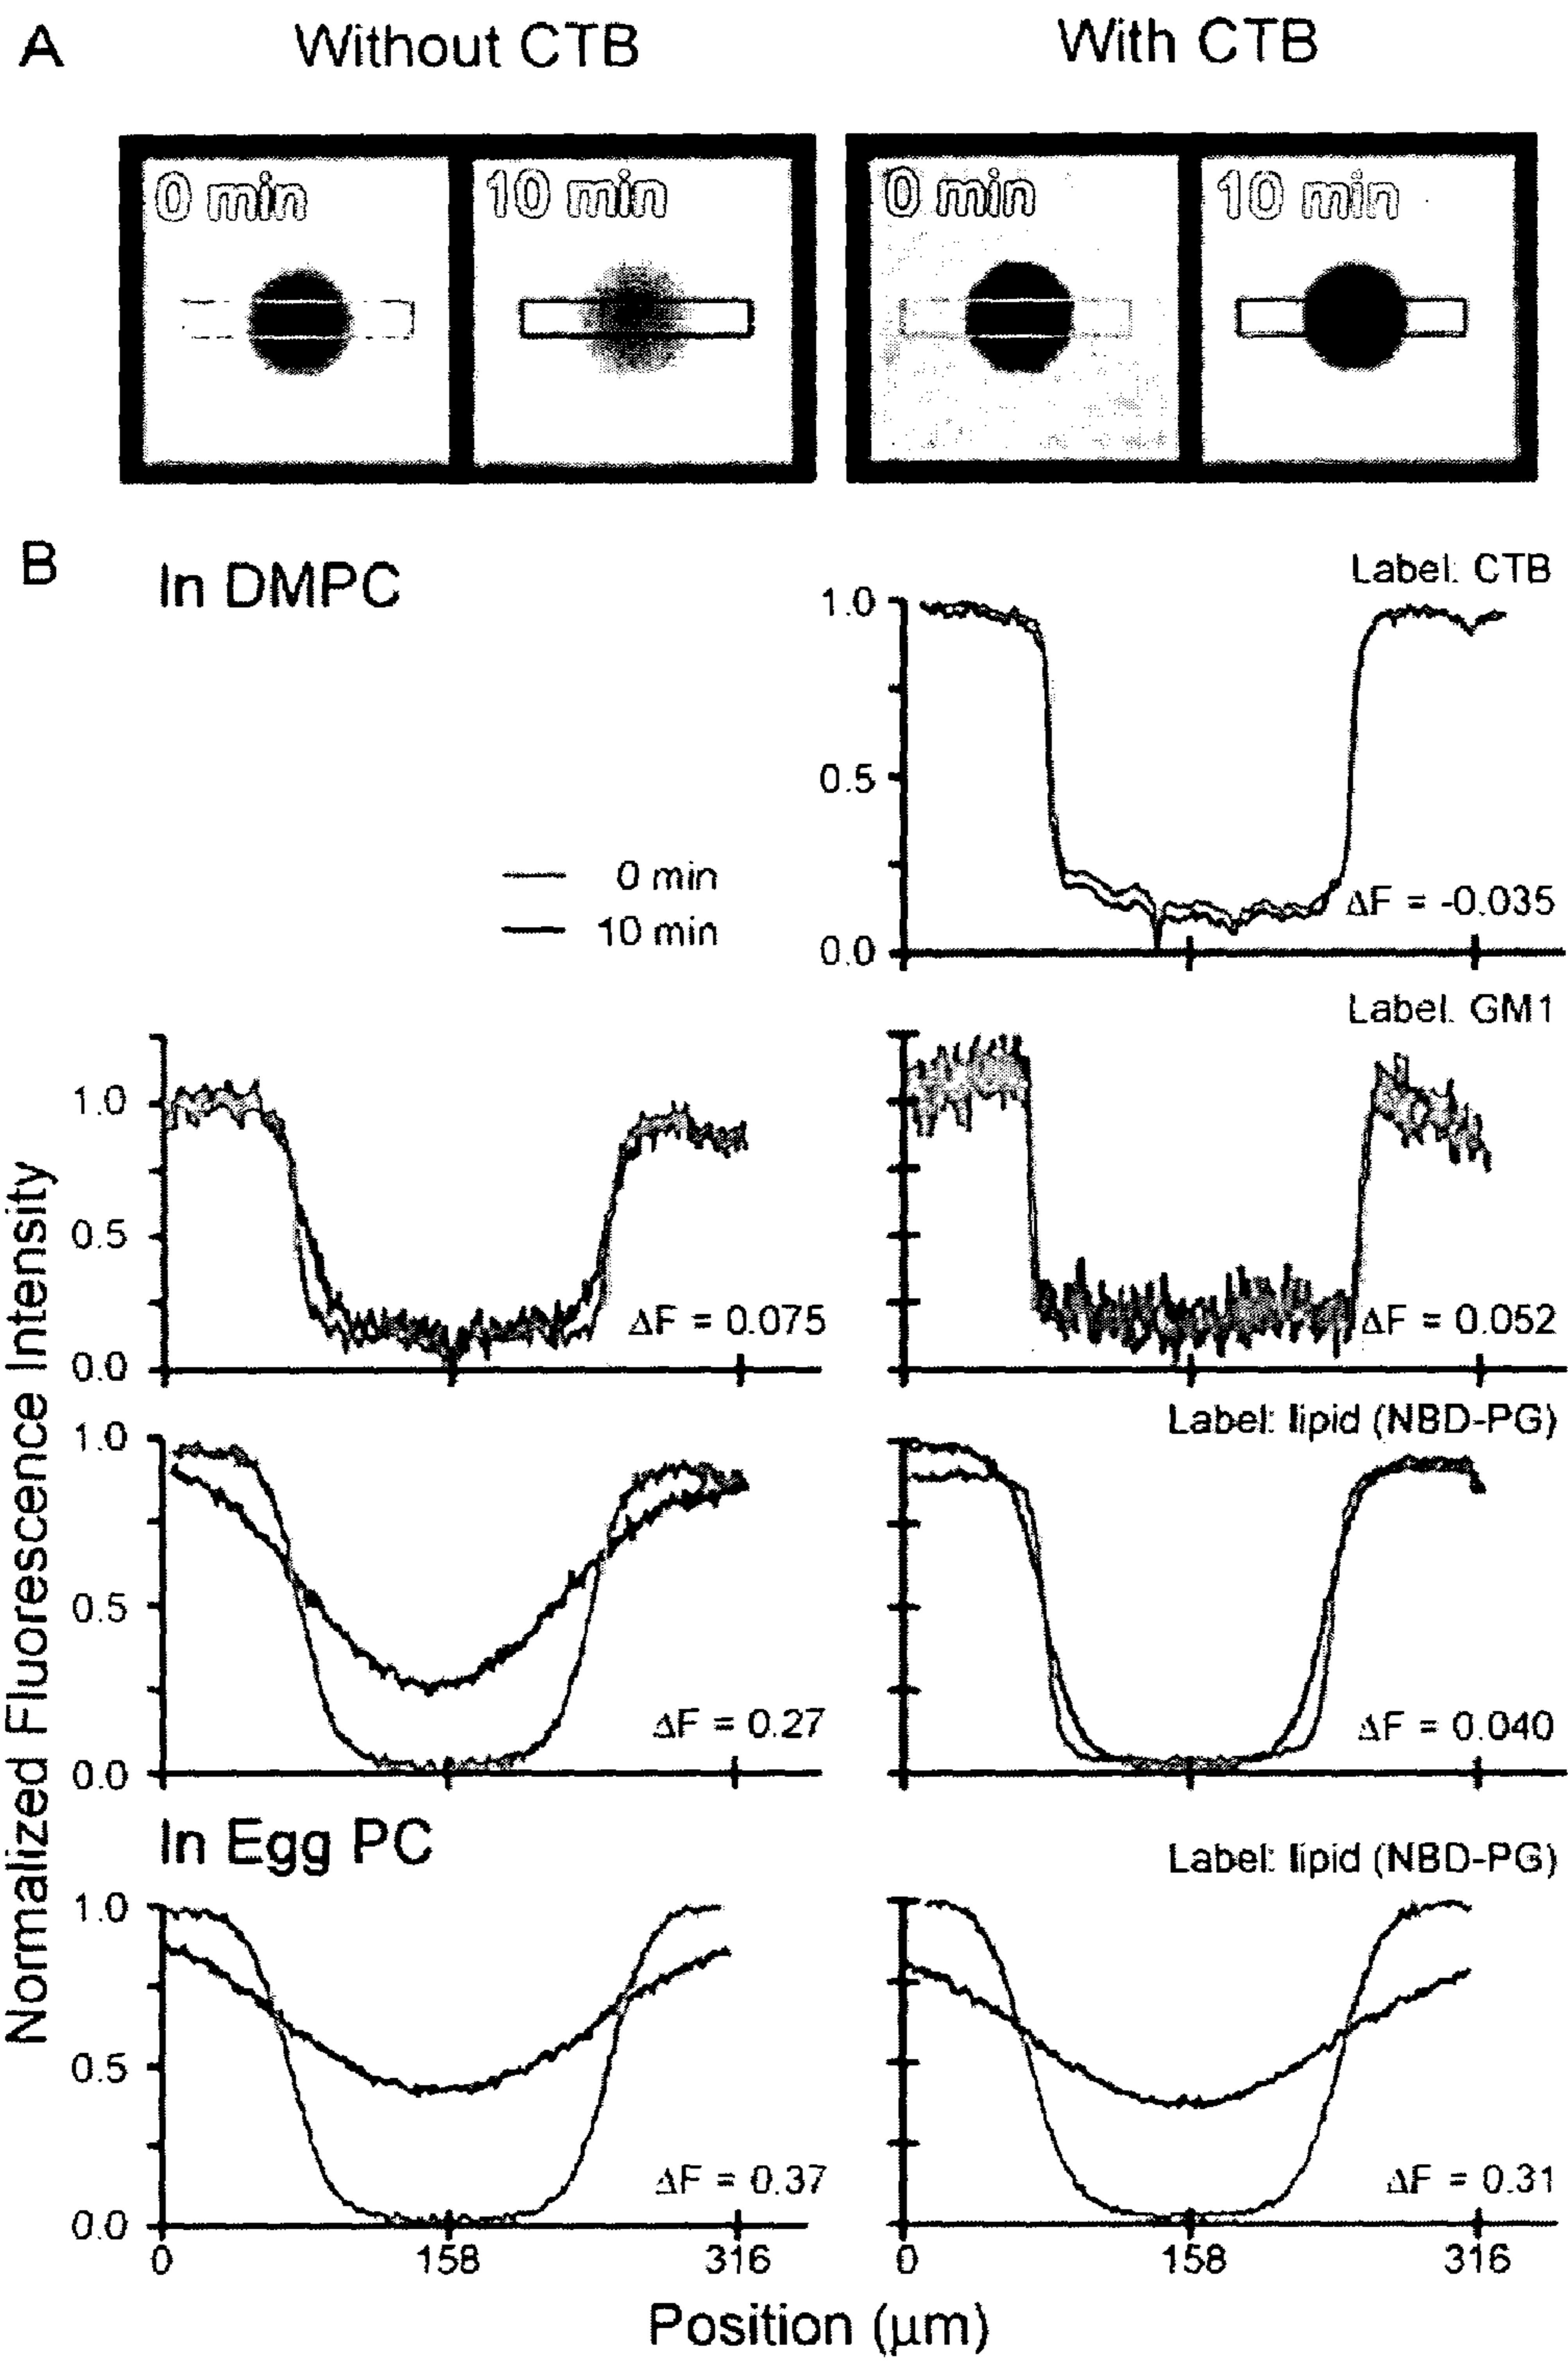 A
Without CTB
With CTB
0 min
10 min
0 min
10 min
B
In DMPC
Label: CTB
1.0
0.5
0.0
ΔF = -0.035
0 min
10 min
Label: GM1
1.0
0.5
0.0
ΔF = 0.075
ΔF = 0.052
Label: lipid (NBD-PG)
1.0
0.5
0.0
ΔF = 0.27
ΔF = 0.040
In Egg PC
Label: lipid (NBD-PG)
1.0
0.5
0.0
ΔF = 0.37
ΔF = 0.31
0 158 316
0 158 316
Position (μm)
Normalized Fluorescence Intensity